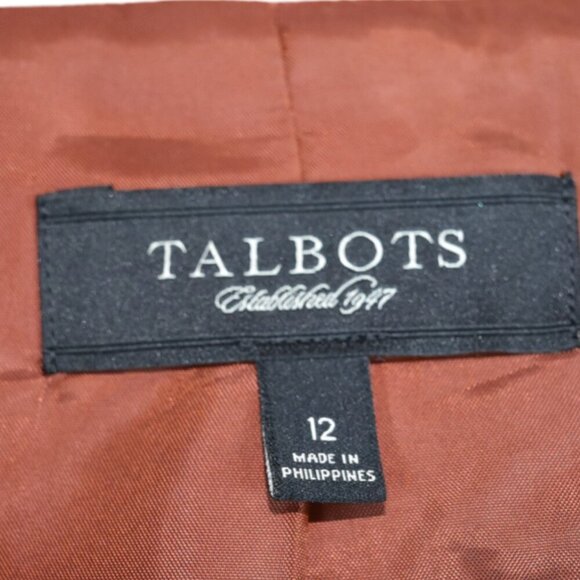 TALBOTS
Established 1947
12
MADE IN
PHILIPPINES